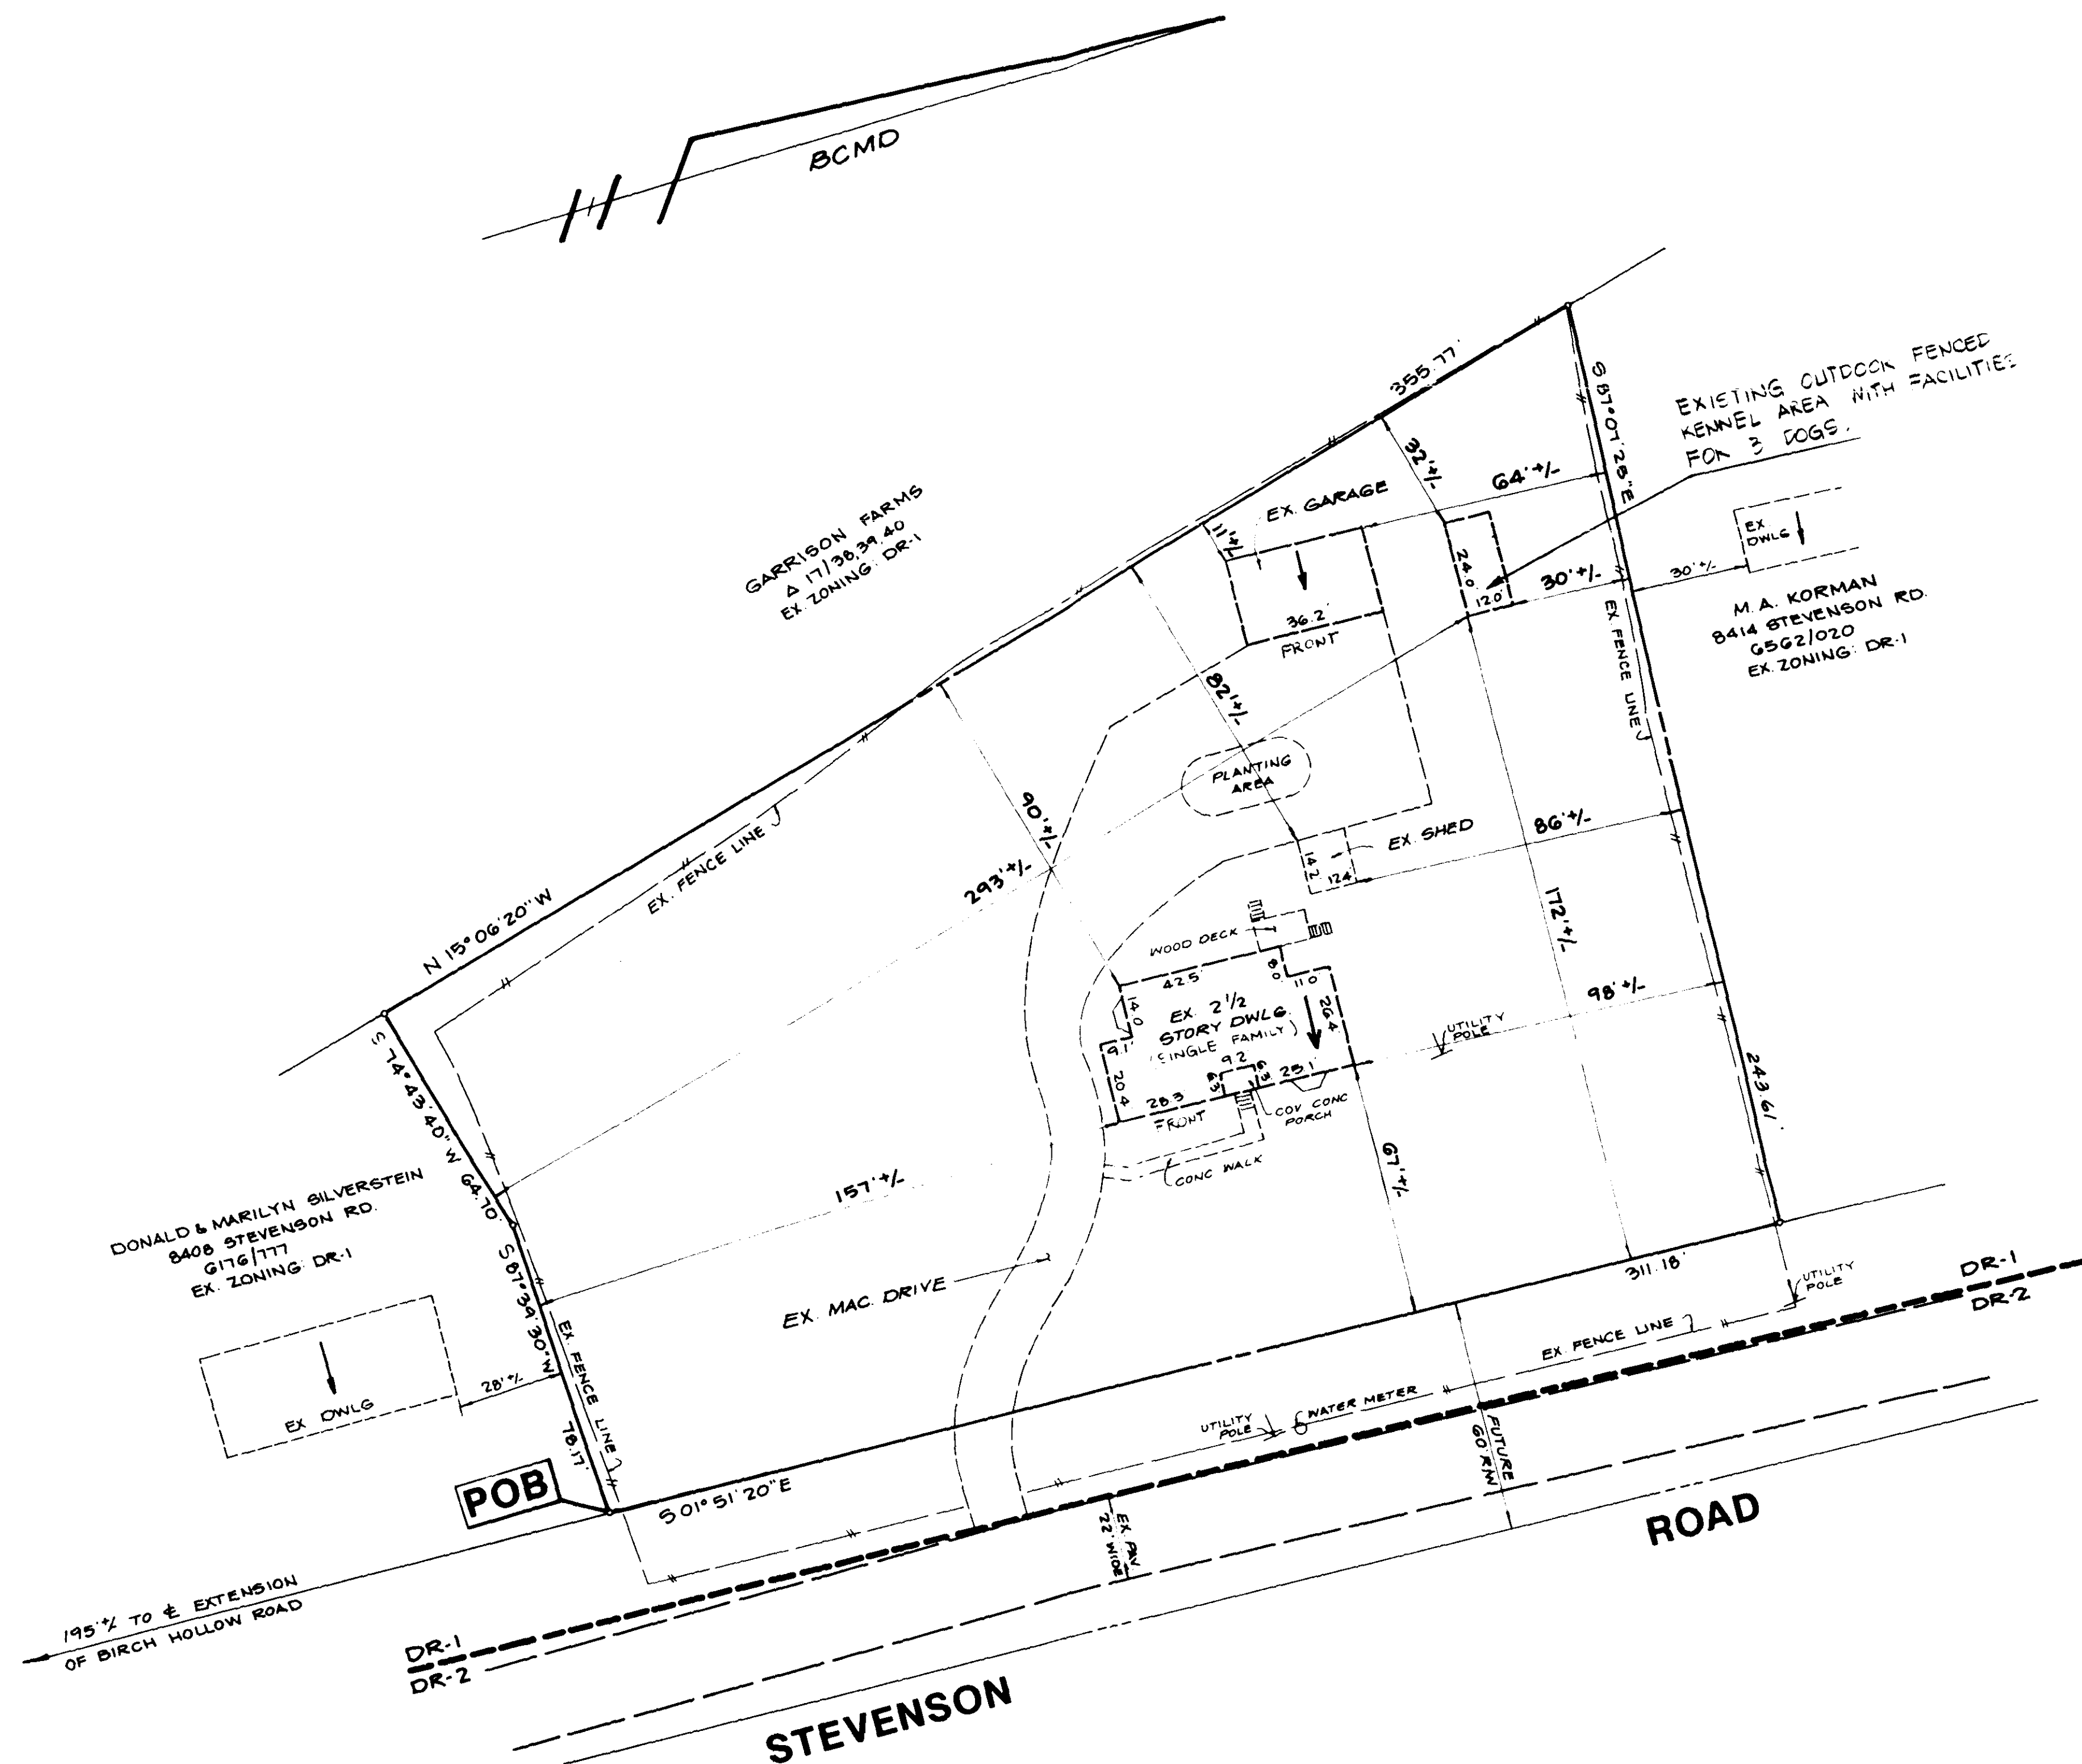 BCMD
355.77'
S 87°07'25"E
EXISTING OUTDOOR FENCED
KENNEL AREA WITH FACILITIES
FOR 3 DOGS.
32'+/-
64'+/-
EX. GARAGE
11'+/-
GARRISON FARMS
Δ 17/38,39,40
EX. ZONING: DR-1
24.0
12.0
30'+/-
30'+/-
EX.
DWLG
36.2'
FRONT
M. A. KORMAN
8414 STEVENSON RD.
6562/020
EX. ZONING: DR-1
EX. FENCE LINE
82'+/-
PLANTING
AREA
90'+/-
EX. FENCE LINE
293'+/-
EX. SHED
86'+/-
14.2
12.4
N 15°06'20"W
172'+/-
WOOD DECK
42.5'
8.0
11.0
14.0
EX. 2 1/2
STORY DWLG.
(SINGLE FAMILY)
26.4
98'+/-
UTILITY
POLE
9.1'
9.2
6.3
6.3
25.1'
20.4
28.3
FRONT
COV CONC
PORCH
CONC WALK
S 74°43'40" W 64.70'
243.61'
67'+/-
157'+/-
DONALD & MARILYN SILVERSTEIN
8408 STEVENSON RD.
6176/777
EX. ZONING: DR-1
S 87°39'30"W
78.17'
EX. FENCE LINE
EX. MAC. DRIVE
311.18'
UTILITY
POLE
DR-1
DR-2
EX. FENCE LINE
28'+/-
EX DWLG
WATER METER
UTILITY
POLE
FUTURE
60' R/W
POB
S 01°51'20"E
EX. PAV
22' WIDE
ROAD
195'+/- TO ℄ EXTENSION
OF BIRCH HOLLOW ROAD
DR-1
DR-2
STEVENSON